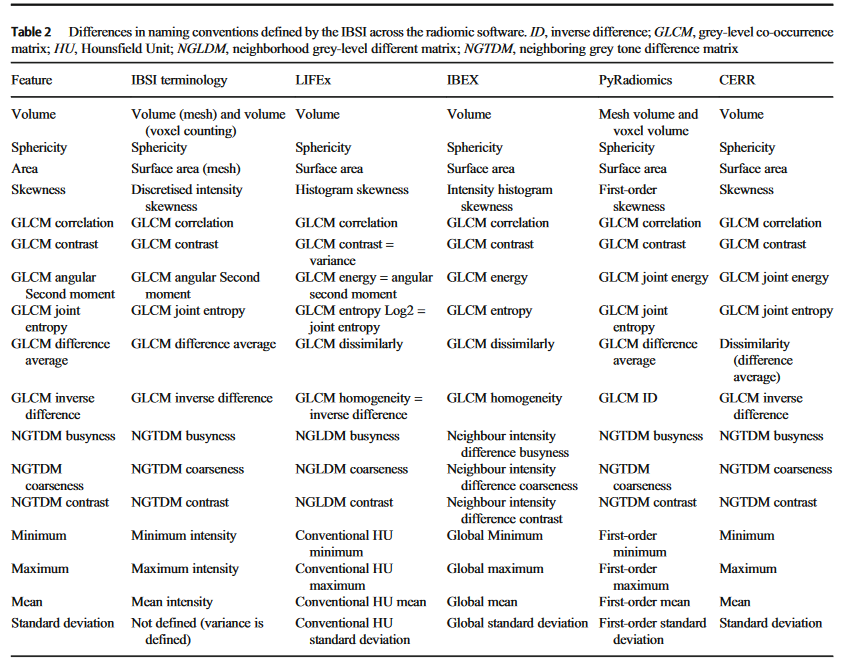 Table 2 Differences in naming conventions defined by the IBSI across the radiomic software. ID, inverse difference; GLCM, grey-level co-occurrence
matrix; HU, Hounsfield Unit; NGLDM, neighborhood grey-level different matrix; NGTDM, neighboring grey tone difference matrix
Feature IBSI terminology LIFEx IBEX PyRadiomics CERR
Volume Volume (mesh) and volume Volume Volume Mesh volume and Volume
(voxel counting) voxel volume
Sphericity Sphericity Sphericity Sphericity Sphericity Sphericity
Area Surface area (mesh) Surface area Surface area Surface area Surface area
Skewness Discretised intensity Histogram skewness Intensity histogram First-order Skewness
skewness skewness skewness
GLCM correlation GLCM correlation GLCM correlation GLCM correlation GLCM correlation GLCM correlation
GLCM contrast GLCM contrast GLCM contrast = GLCM contrast GLCM contrast GLCM contrast
variance
GLCM angular GLCM angular Second GLCM energy = angular GLCM energy GLCM joint energy GLCM joint energy
Second moment moment second moment
GLCM joint GLCM joint entropy GLCM entropy Log2 = GLCM entropy GLCM joint GLCM joint entropy
entropy joint entropy entropy
GLCM difference GLCM difference average GLCM dissimilarly GLCM dissimilarly GLCM difference Dissimilarity
average average (difference
average)
GLCM inverse GLCM inverse difference GLCM homogeneity = GLCM homogeneity GLCM ID GLCM inverse
difference inverse difference difference
NGTDM busyness NGTDM busyness NGLDM busyness Neighbour intensity NGTDM busyness NGTDM busyness
difference busyness
NGTDM NGTDM coarseness NGLDM coarseness Neighbour intensity NGTDM NGTDM coarseness
coarseness difference coarseness coarseness
NGTDM contrast NGTDM contrast NGLDM contrast Neighbour intensity NGTDM contrast NGTDM contrast
difference contrast
Minimum Minimum intensity Conventional HU Global Minimum First-order Minimum
minimum minimum
Maximum Maximum intensity Conventional HU Global maximum First-order Maximum
maximum maximum
Mean Mean intensity Conventional HU mean Global mean First-order mean Mean
Standard deviation Not defined (variance is Conventional HU Global standard deviation First-order standard Standard deviation
defined) standard deviation deviation